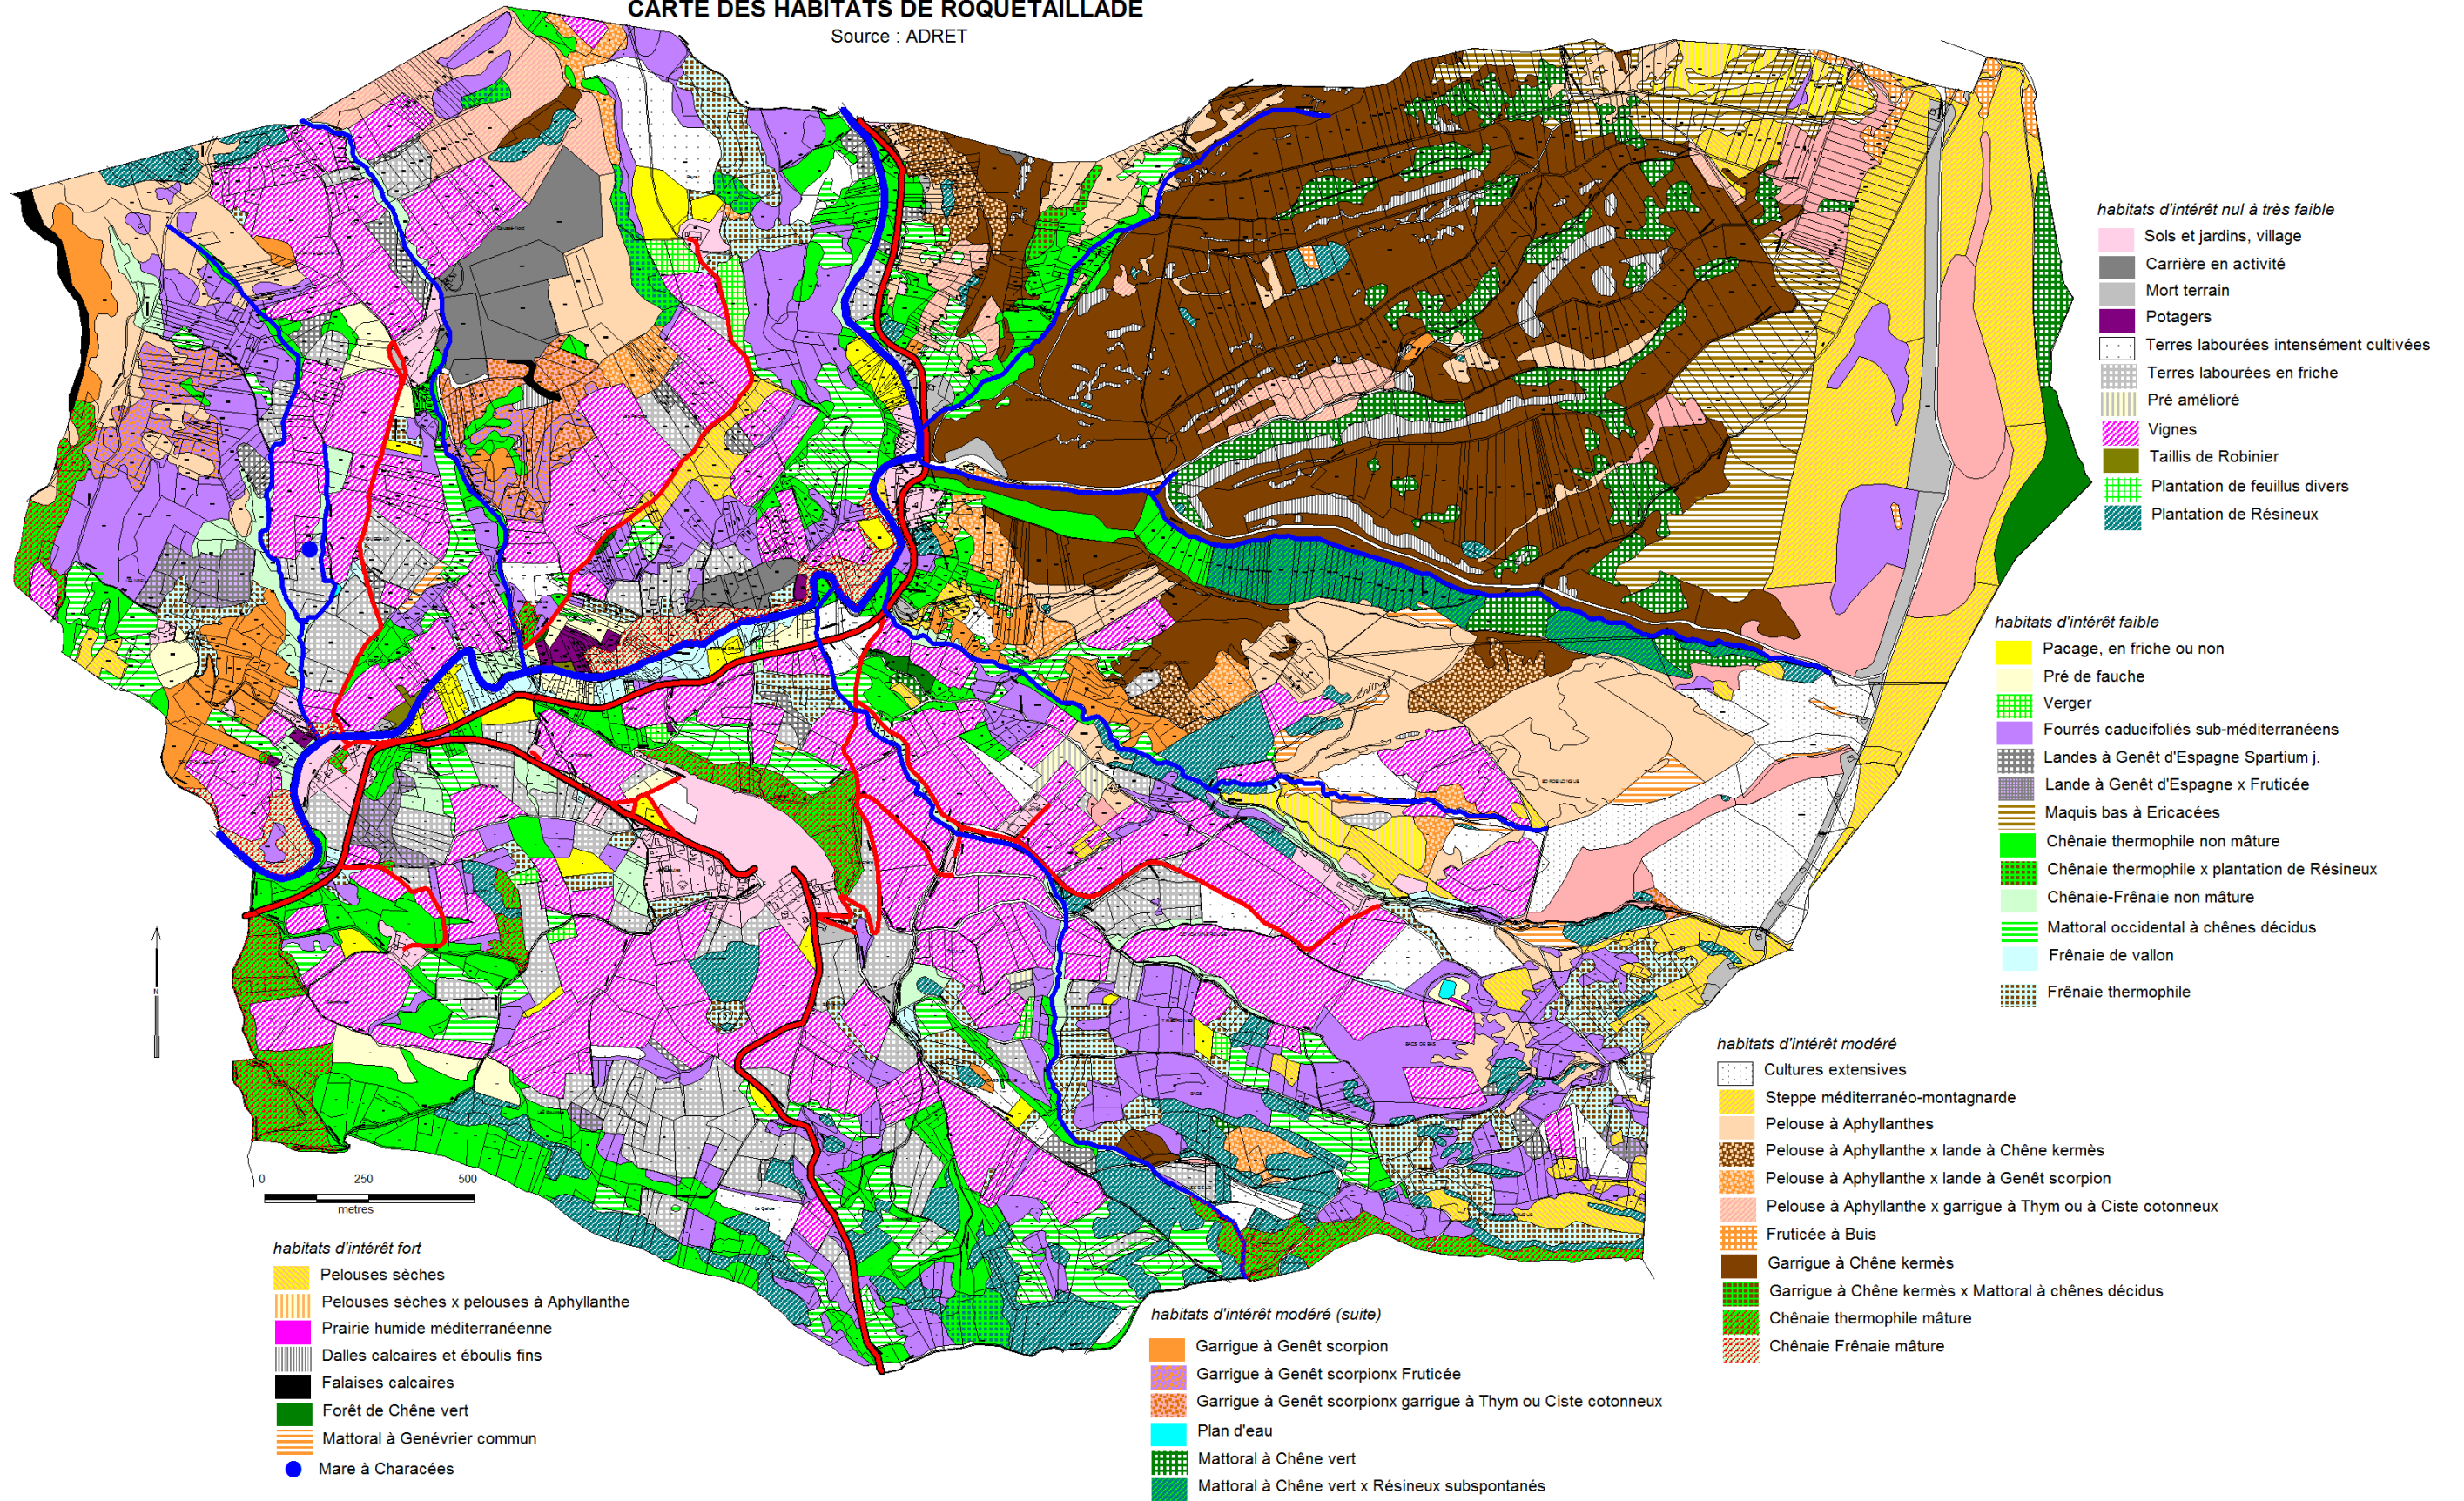 CARTE DES HABITATS DE ROQUETAILLADE
Source : ADRET
habitats d'intérêt nul à très faible
Sols et jardins, village
Carrière en activité
Mort terrain
Potagers
Terres labourées intensément cultivées
Terres labourées en friche
Pré amélioré
Vignes
Taillis de Robinier
Plantation de feuillus divers
Plantation de Résineux
habitats d'intérêt faible
Pacage, en friche ou non
Pré de fauche
Verger
Fourrés caducifoliés sub-méditerranéens
Landes à Genêt d'Espagne Spartium j.
Lande à Genêt d'Espagne x Fruticée
Maquis bas à Ericacées
Chênaie thermophile non mâture
Chênaie thermophile x plantation de Résineux
Chênaie-Frênaie non mâture
Mattoral occidental à chênes décidus
Frênaie de vallon
Frênaie thermophile
habitats d'intérêt modéré
Cultures extensives
Steppe méditerranéo-montagnarde
Pelouse à Aphyllanthes
Pelouse à Aphyllanthe x lande à Chêne kermès
Pelouse à Aphyllanthe x lande à Genêt scorpion
Pelouse à Aphyllanthe x garrigue à Thym ou à Ciste cotonneux
Fruticée à Buis
Garrigue à Chêne kermès
Garrigue à Chêne kermès x Mattoral à chênes décidus
Chênaie thermophile mâture
Chênaie Frênaie mâture
N
0 250 500
metres
habitats d'intérêt fort
Pelouses sèches
Pelouses sèches x pelouses à Aphyllanthe
Prairie humide méditerranéenne
Dalles calcaires et éboulis fins
Falaises calcaires
Forêt de Chêne vert
Mattoral à Genévrier commun
Mare à Characées
habitats d'intérêt modéré (suite)
Garrigue à Genêt scorpion
Garrigue à Genêt scorpionx Fruticée
Garrigue à Genêt scorpionx garrigue à Thym ou Ciste cotonneux
Plan d'eau
Mattoral à Chêne vert
Mattoral à Chêne vert x Résineux subspontanés